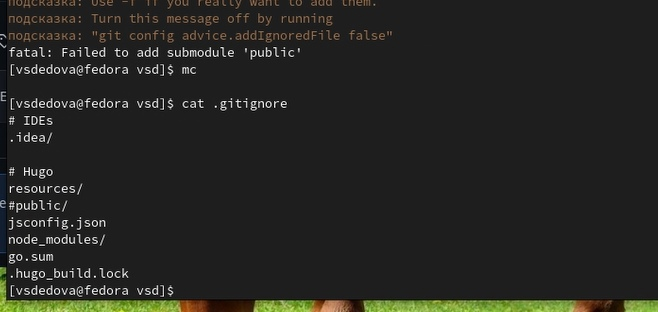 подсказка: Use -f if you really want to add them.
подсказка: Turn this message off by running
подсказка: "git config advice.addIgnoredFile false"
fatal: Failed to add submodule 'public'
[vsdedova@fedora vsd]$ mc
[vsdedova@fedora vsd]$ cat .gitignore
# IDEs
.idea/
# Hugo
resources/
#public/
jsconfig.json
node_modules/
go.sum
.hugo_build.lock
[vsdedova@fedora vsd]$